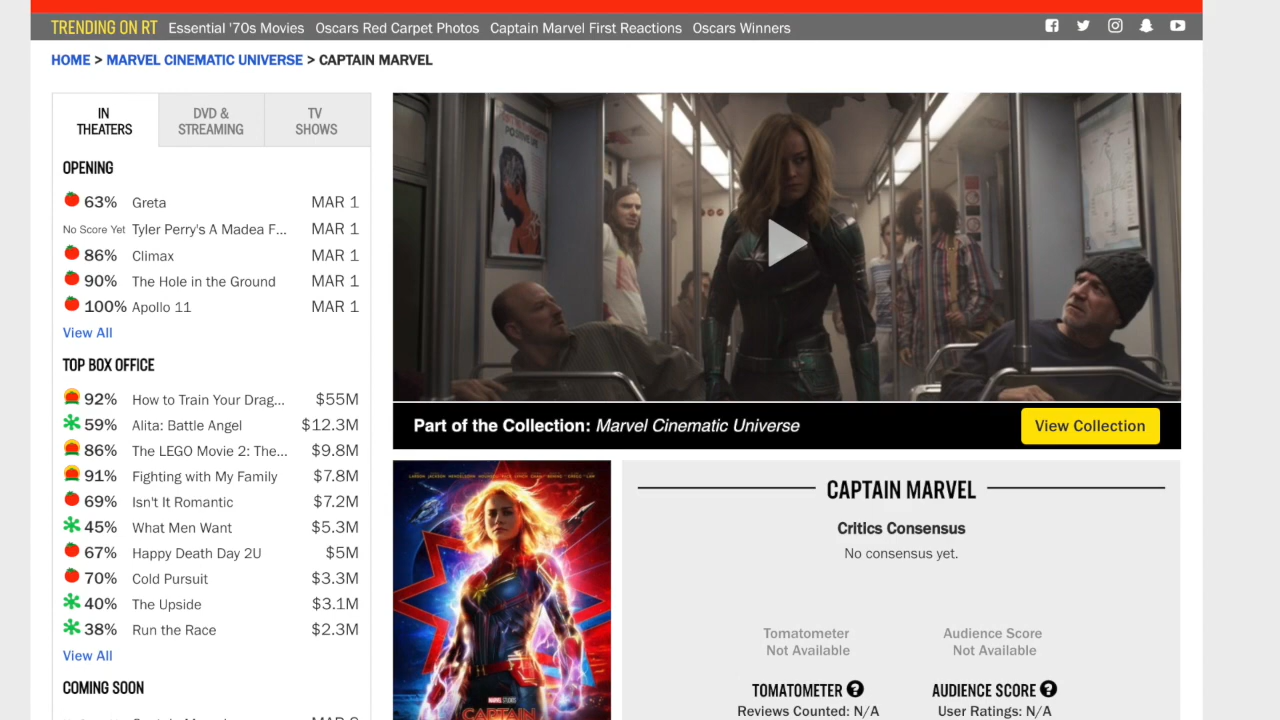 TRENDING ON RT Essential '70s Movies Oscars Red Carpet Photos Captain Marvel First Reactions Oscars Winners
HOME > MARVEL CINEMATIC UNIVERSE > CAPTAIN MARVEL
IN THEATERS
DVD & STREAMING
TV SHOWS
OPENING
63% Greta MAR 1
No Score Yet Tyler Perry's A Madea F... MAR 1
86% Climax MAR 1
90% The Hole in the Ground MAR 1
100% Apollo 11 MAR 1
View All
TOP BOX OFFICE
92% How to Train Your Drag... $55M
59% Alita: Battle Angel $12.3M
86% The LEGO Movie 2: The... $9.8M
91% Fighting with My Family $7.8M
69% Isn't It Romantic $7.2M
45% What Men Want $5.3M
67% Happy Death Day 2U $5M
70% Cold Pursuit $3.3M
40% The Upside $3.1M
38% Run the Race $2.3M
View All
COMING SOON
Part of the Collection: Marvel Cinematic Universe
View Collection
MARVEL STUDIOS
CAPTAIN
CAPTAIN MARVEL
Critics Consensus
No consensus yet.
Tomatometer
Not Available
Audience Score
Not Available
TOMATOMETER ?
Reviews Counted: N/A
AUDIENCE SCORE ?
User Ratings: N/A